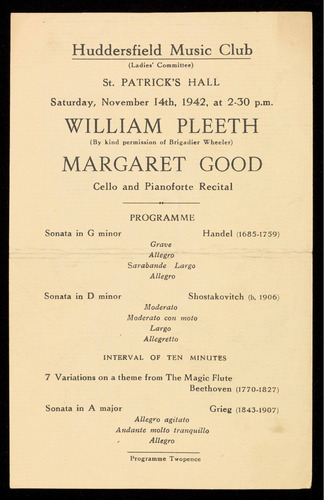 Huddersfield Music Club
(Ladies' Committee)
St. PATRICK'S HALL
Saturday, November 14th, 1942, at 2-30 p.m.
WILLIAM PLEETH
(By kind permission of Brigadier Wheeler)
MARGARET GOOD
Cello and Pianoforte Recital
PROGRAMME
Sonata in G minor Handel (1685-1759)
Grave
Allegro
Sarabande Largo
Allegro
Sonata in D minor Shostakovitch (b, 1906)
Moderato
Moderato con moto
Largo
Allegretto
INTERVAL OF TEN MINUTES
7 Variations on a theme from The Magic Flute
Beethoven (1770-1827)
Sonata in A major Grieg (1843-1907)
Allegro agitato
Andante molto tranquillo
Allegro
Programme Twopence